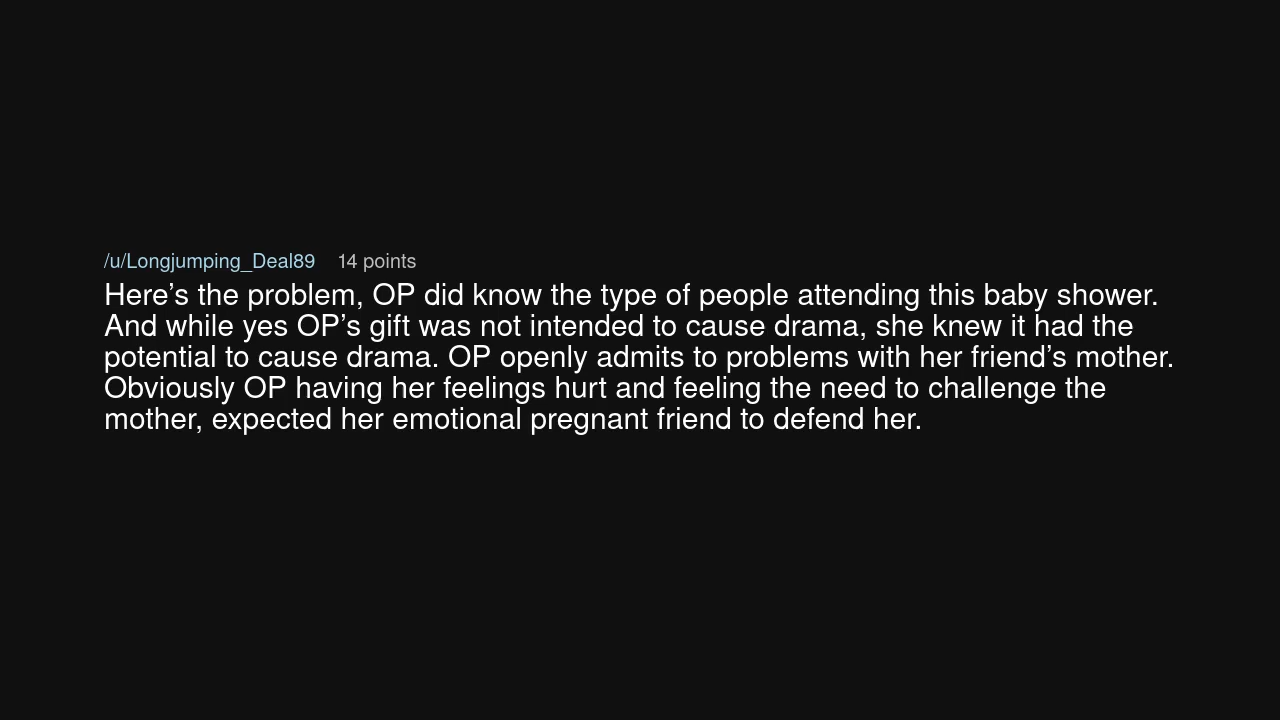 /u/Longjumping_Deal89 14 points
Here’s the problem, OP did know the type of people attending this baby shower.
And while yes OP’s gift was not intended to cause drama, she knew it had the
potential to cause drama. OP openly admits to problems with her friend’s mother.
Obviously OP having her feelings hurt and feeling the need to challenge the
mother, expected her emotional pregnant friend to defend her.